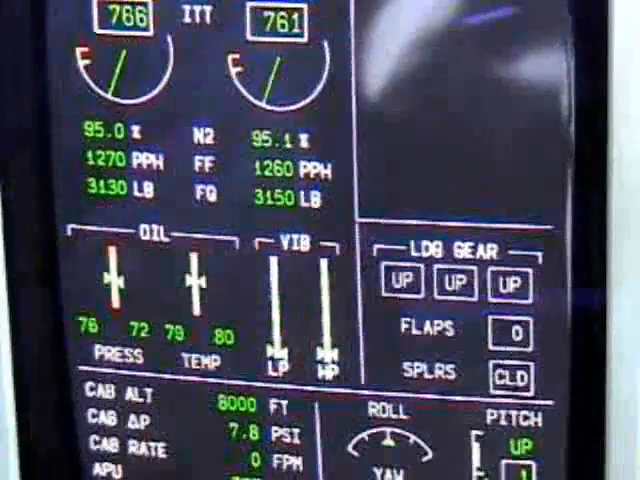 766 ITT 761
F F
95.0 % N2 95.1 %
1270 PPH FF 1260 PPH
3130 LB FQ 3150 LB
OIL VIB
LDG GEAR
UP UP UP
76 72 79 80
PRESS TEMP LP HP
FLAPS 0
SPLRS CLD
CAB ALT 8000 FT
CAB ΔP 7.8 PSI
CAB RATE 0 FPM
APU
ROLL PITCH
UP
YAW 1